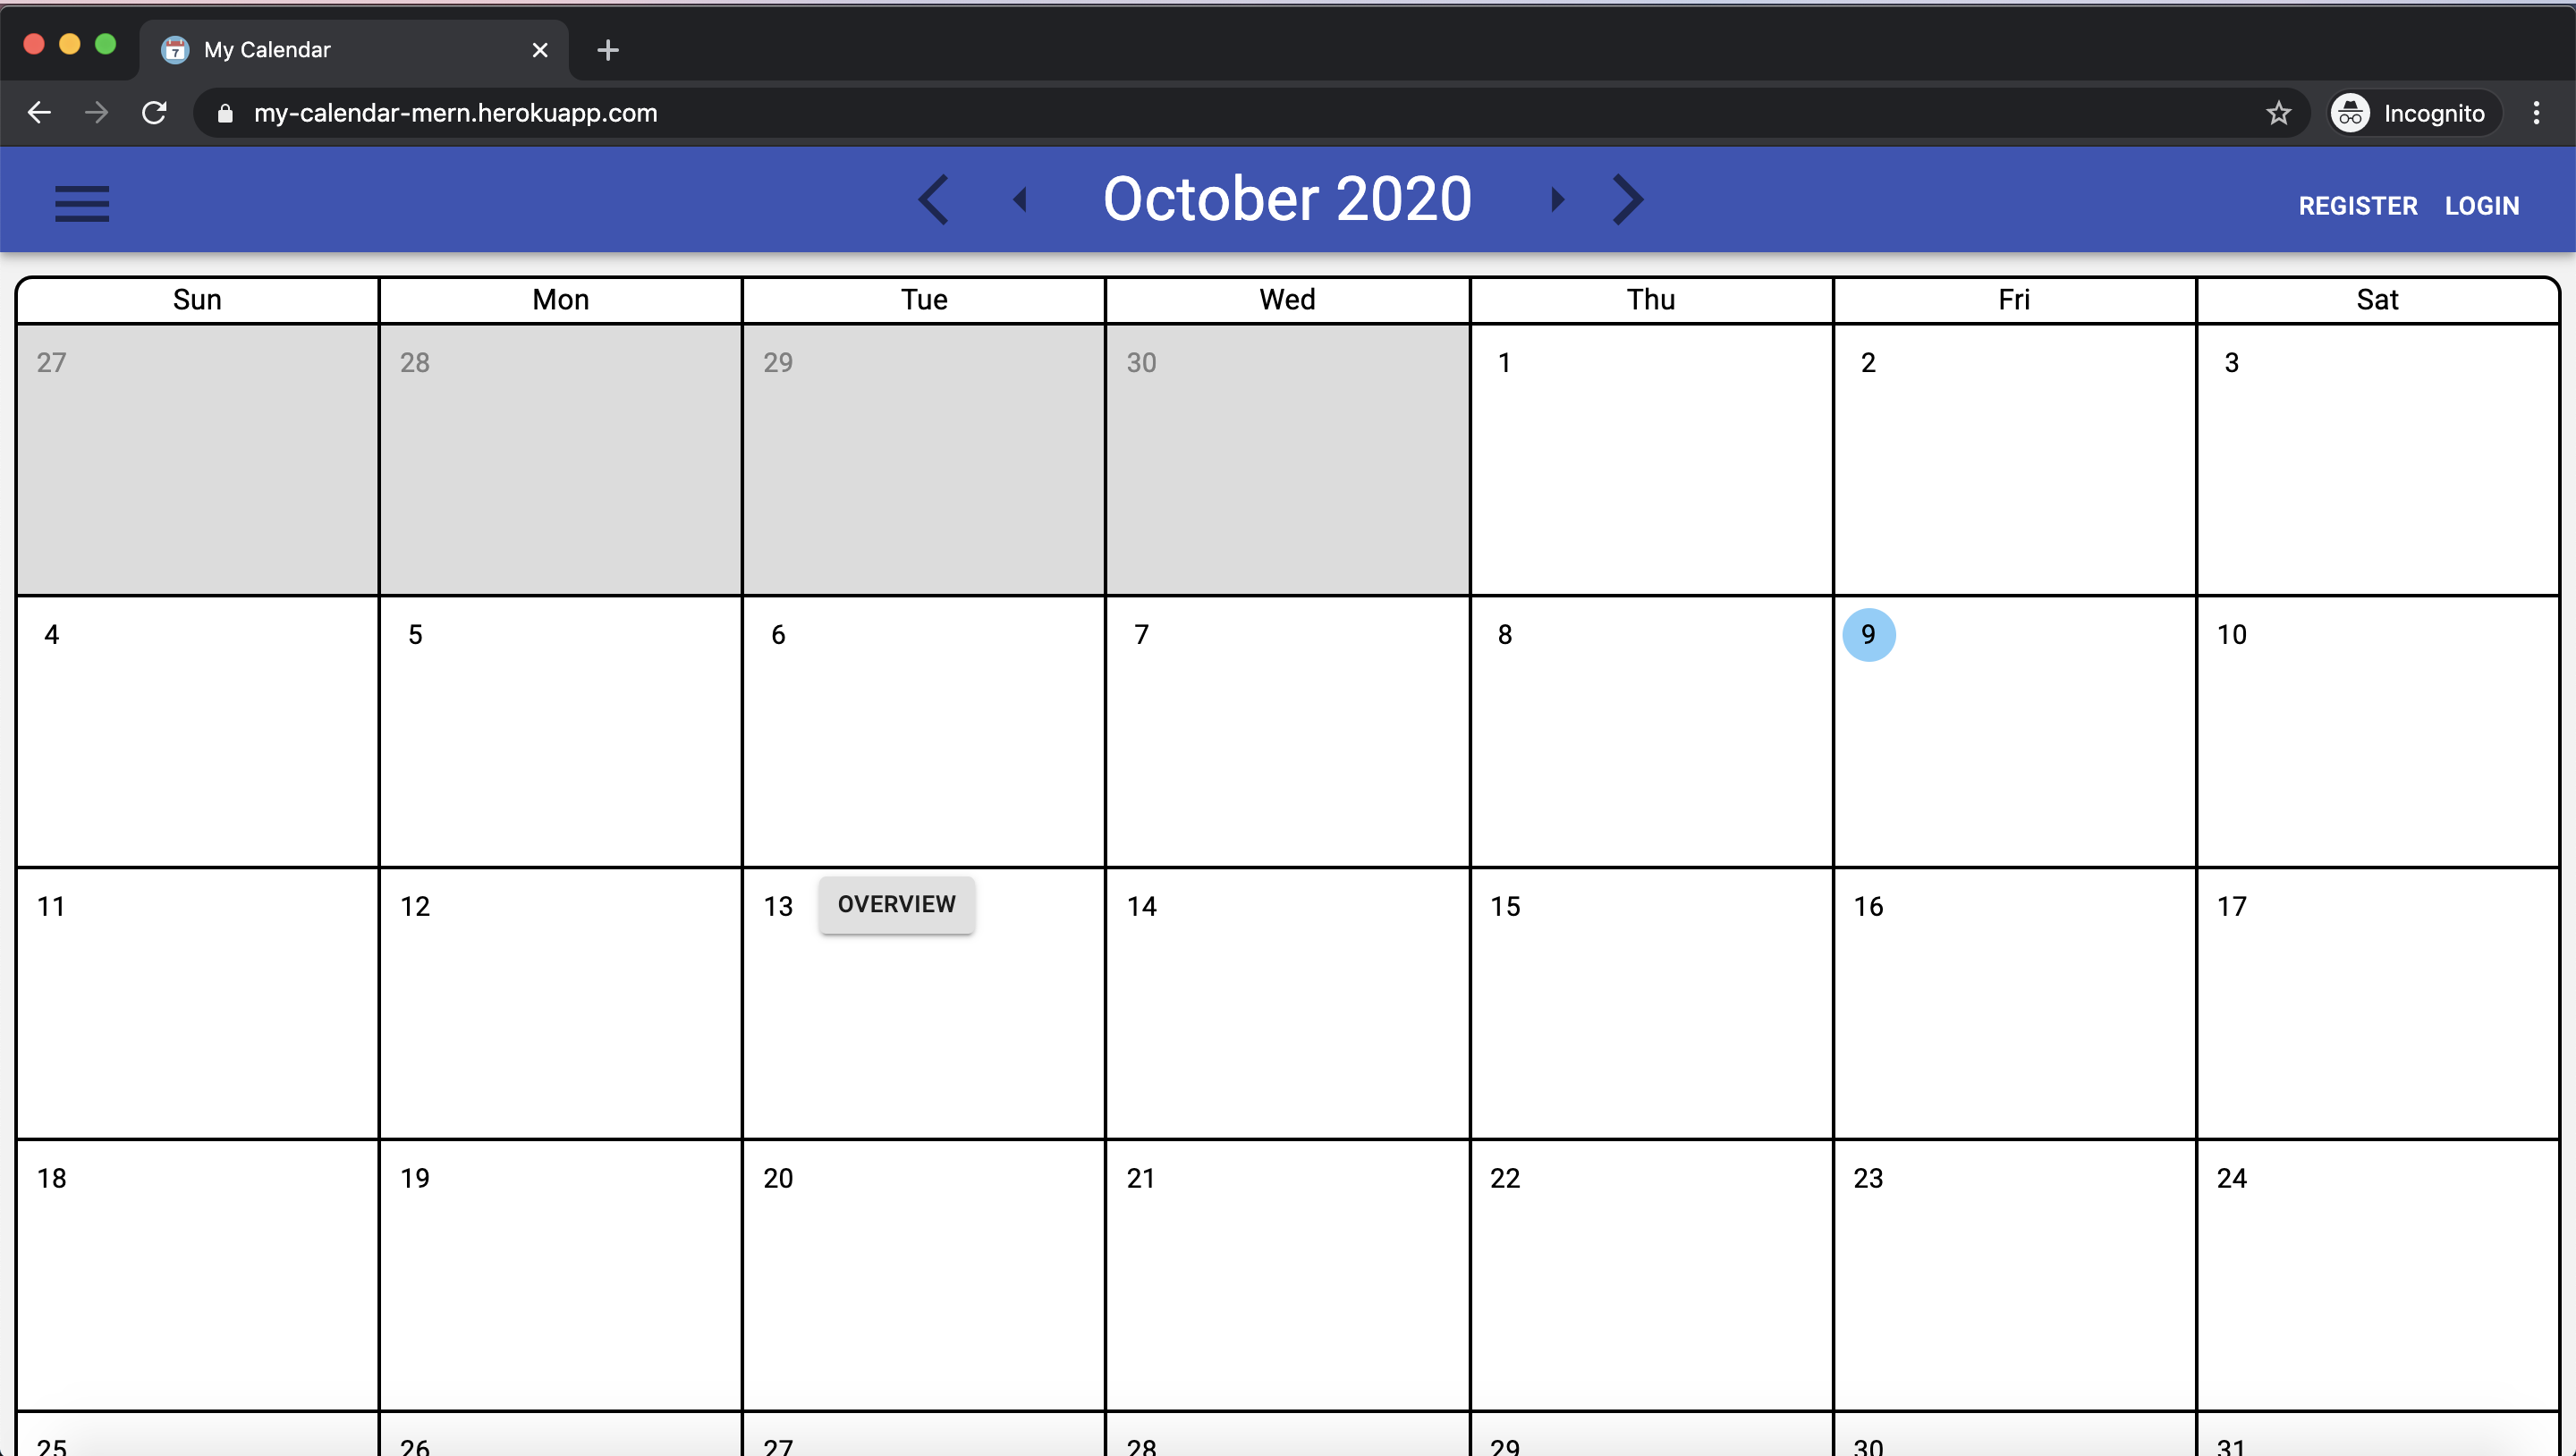 My Calendar
my-calendar-mern.herokuapp.com
Incognito
October 2020
REGISTER LOGIN
Sun Mon Tue Wed Thu Fri Sat
27 28 29 30 1 2 3
4 5 6 7 8 9 10
11 12 13 OVERVIEW 14 15 16 17
18 19 20 21 22 23 24
25 26 27 28 29 30 31